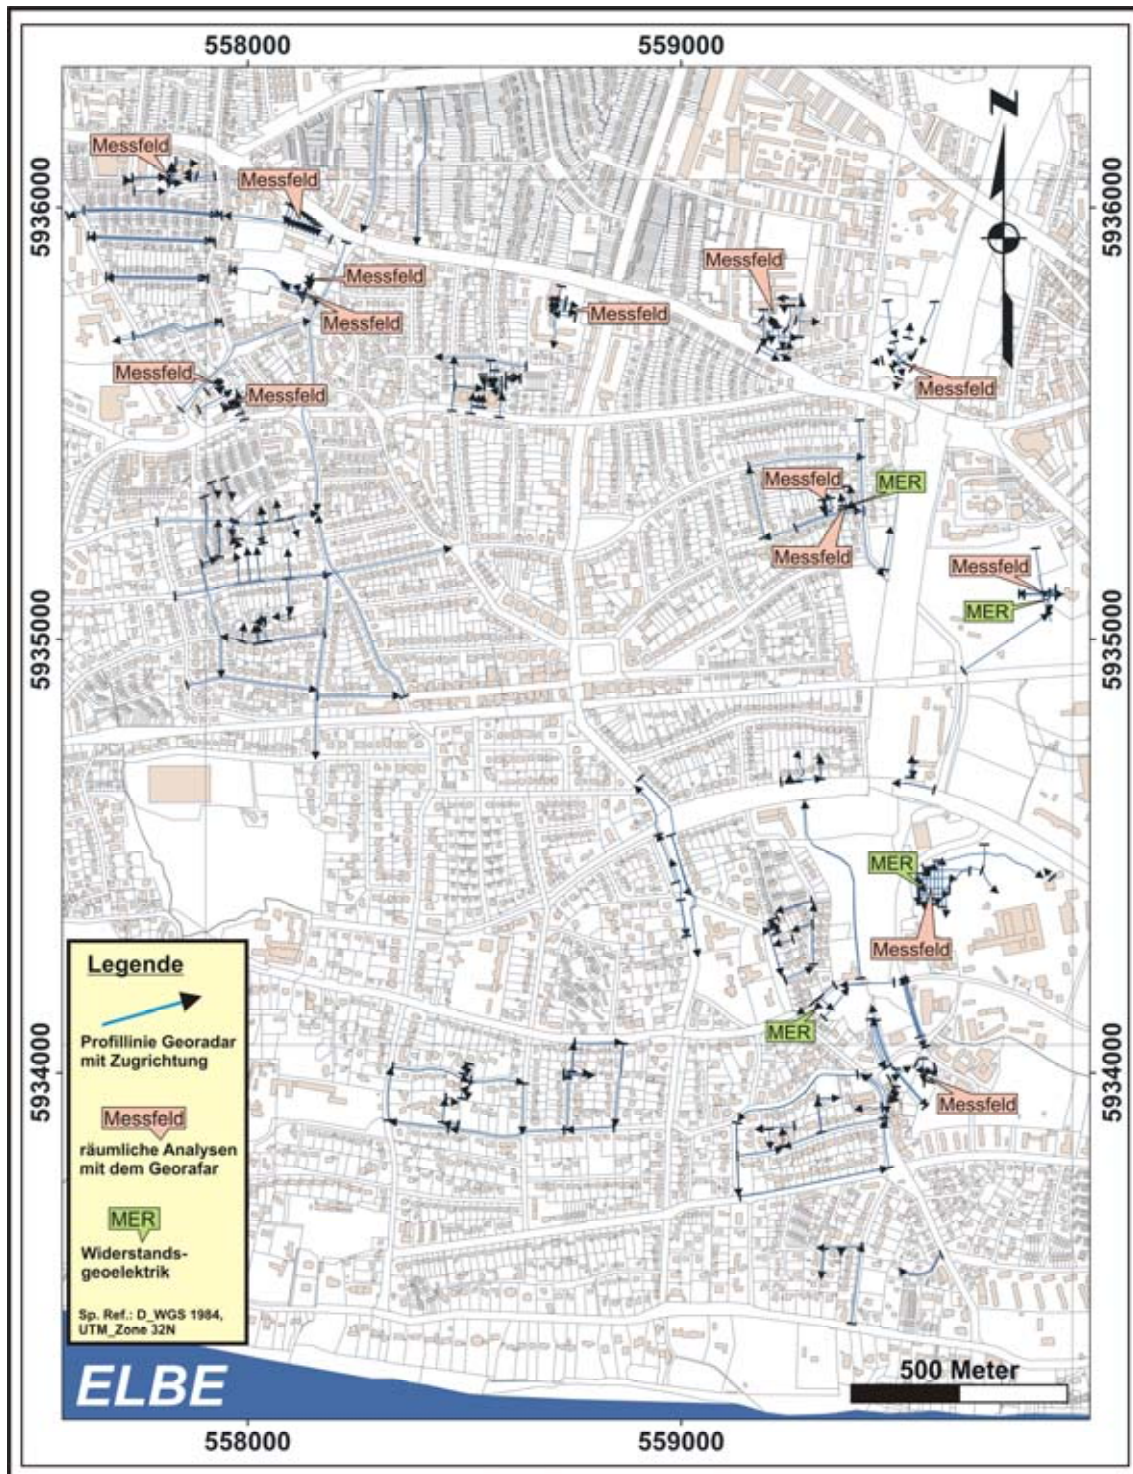 558000
559000
5936000
5936000
Messfeld
Messfeld
Messfeld
Messfeld
Messfeld
Messfeld
Messfeld
Messfeld
Messfeld
Messfeld
MER
Messfeld
Messfeld
MER
5935000
5935000
MER
Messfeld
MER
Messfeld
5934000
5934000
Legende
Profillinie Georadar
mit Zugrichtung
Messfeld
räumliche Analysen
mit dem Georafar
MER
Widerstands-
geoelektrik
Sp. Ref.: D_WGS 1984,
UTM_Zone 32N
ELBE
500 Meter
558000
559000
N